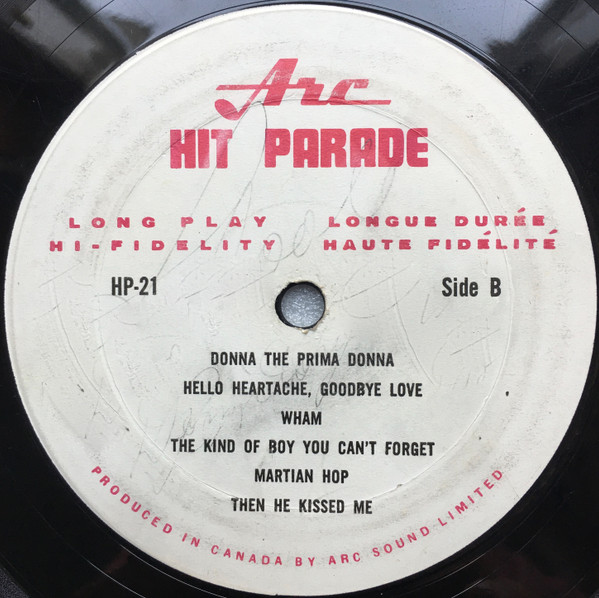 Arc
HIT PARADE
LONG PLAY LONGUE DURÉE
HI-FIDELITY HAUTE FIDÉLITÉ
HP-21 Side B
DONNA THE PRIMA DONNA
HELLO HEARTACHE, GOODBYE LOVE
WHAM
THE KIND OF BOY YOU CAN'T FORGET
MARTIAN HOP
THEN HE KISSED ME
PRODUCED IN CANADA BY ARC SOUND LIMITED